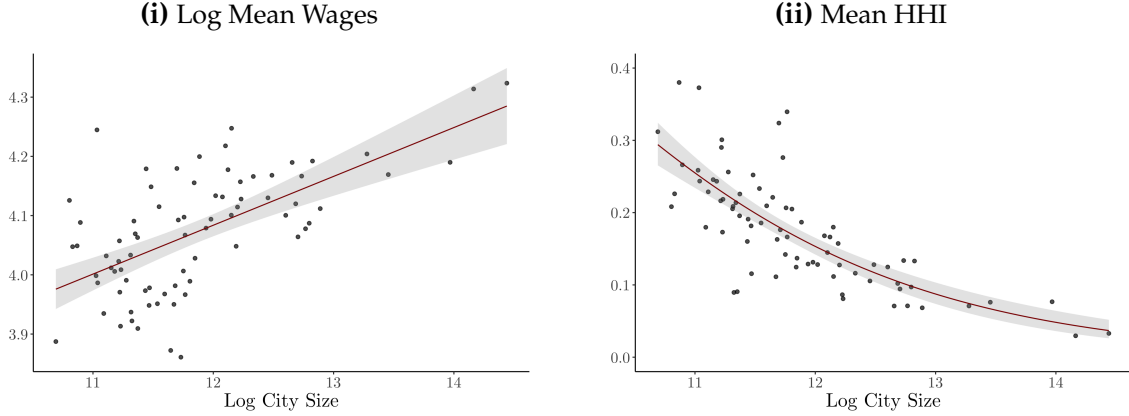 (i) Log Mean Wages
4.3
4.2
4.1
4.0
3.9
11 12 13 14
Log City Size
(ii) Mean HHI
0.4
0.3
0.2
0.1
0.0
11 12 13 14
Log City Size